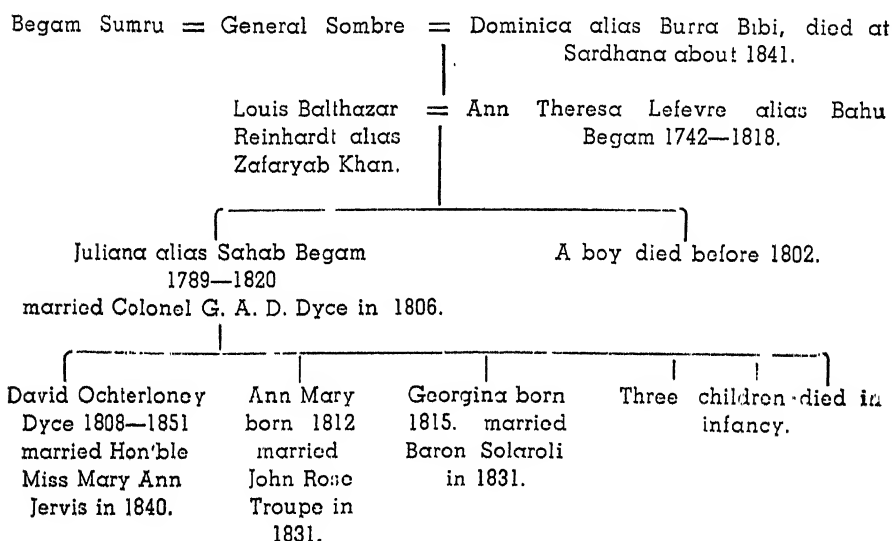 Begam Sumru = General Sombre = Dominica alias Burra Bibi, died at
Sardhana about 1841.
Louis Balthazar = Ann Theresa Lefevre alias Bahu
Reinhardt alias Begam 1742—1818.
Zafaryab Khan.
Juliana alias Sahab Begam A boy died before 1802.
1789—1820
married Colonel G. A. D. Dyce in 1806.
David Ochterloney Ann Mary Georgina born Three children died in
Dyce 1808—1851 born 1812 1815. married infancy.
married Hon'ble married Baron Solaroli
Miss Mary Ann John Rose in 1831.
Jervis in 1840. Troupe in
1831.